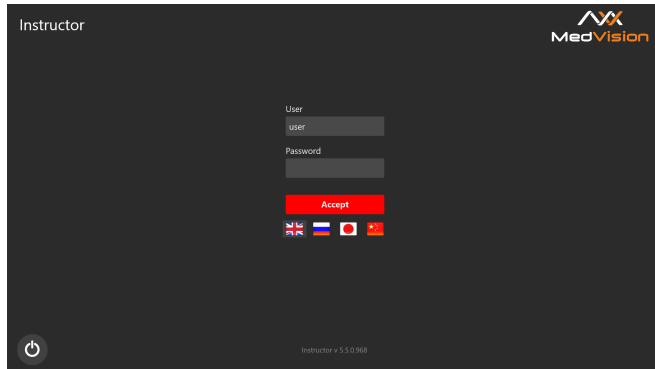 Instructor
MedVision
User
user
Password
Accept
Instructor v 5.5.0.968